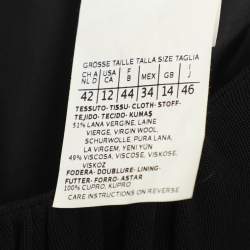 GRÖSSE TAILLE TALLA SIZE TAGLIA
CH A NL D USA CA F MEX GB I J
42 12 44 34 14 46
TESSUTO-TISSU-CLOTH-STOFF-
TEJIDO-TECIDO-KUMAŞ
51% LANA VERGINE, LAINE
VIERGE, VIRGIN WOOL,
SCHURWOLLE, PURA LANA,
LA VIRGEM, YENİ YÜN
49% VISCOSA, VISCOSE,
VISKOSE, VISCOSE, VISCOSE,
VISKOZ
FODERA-DOUBLURE-LINING-
FUTTER-FORRO-ASTAR
100% CUPRO, KUPRO
CARE INSTRUCTIONS ON REVERSE